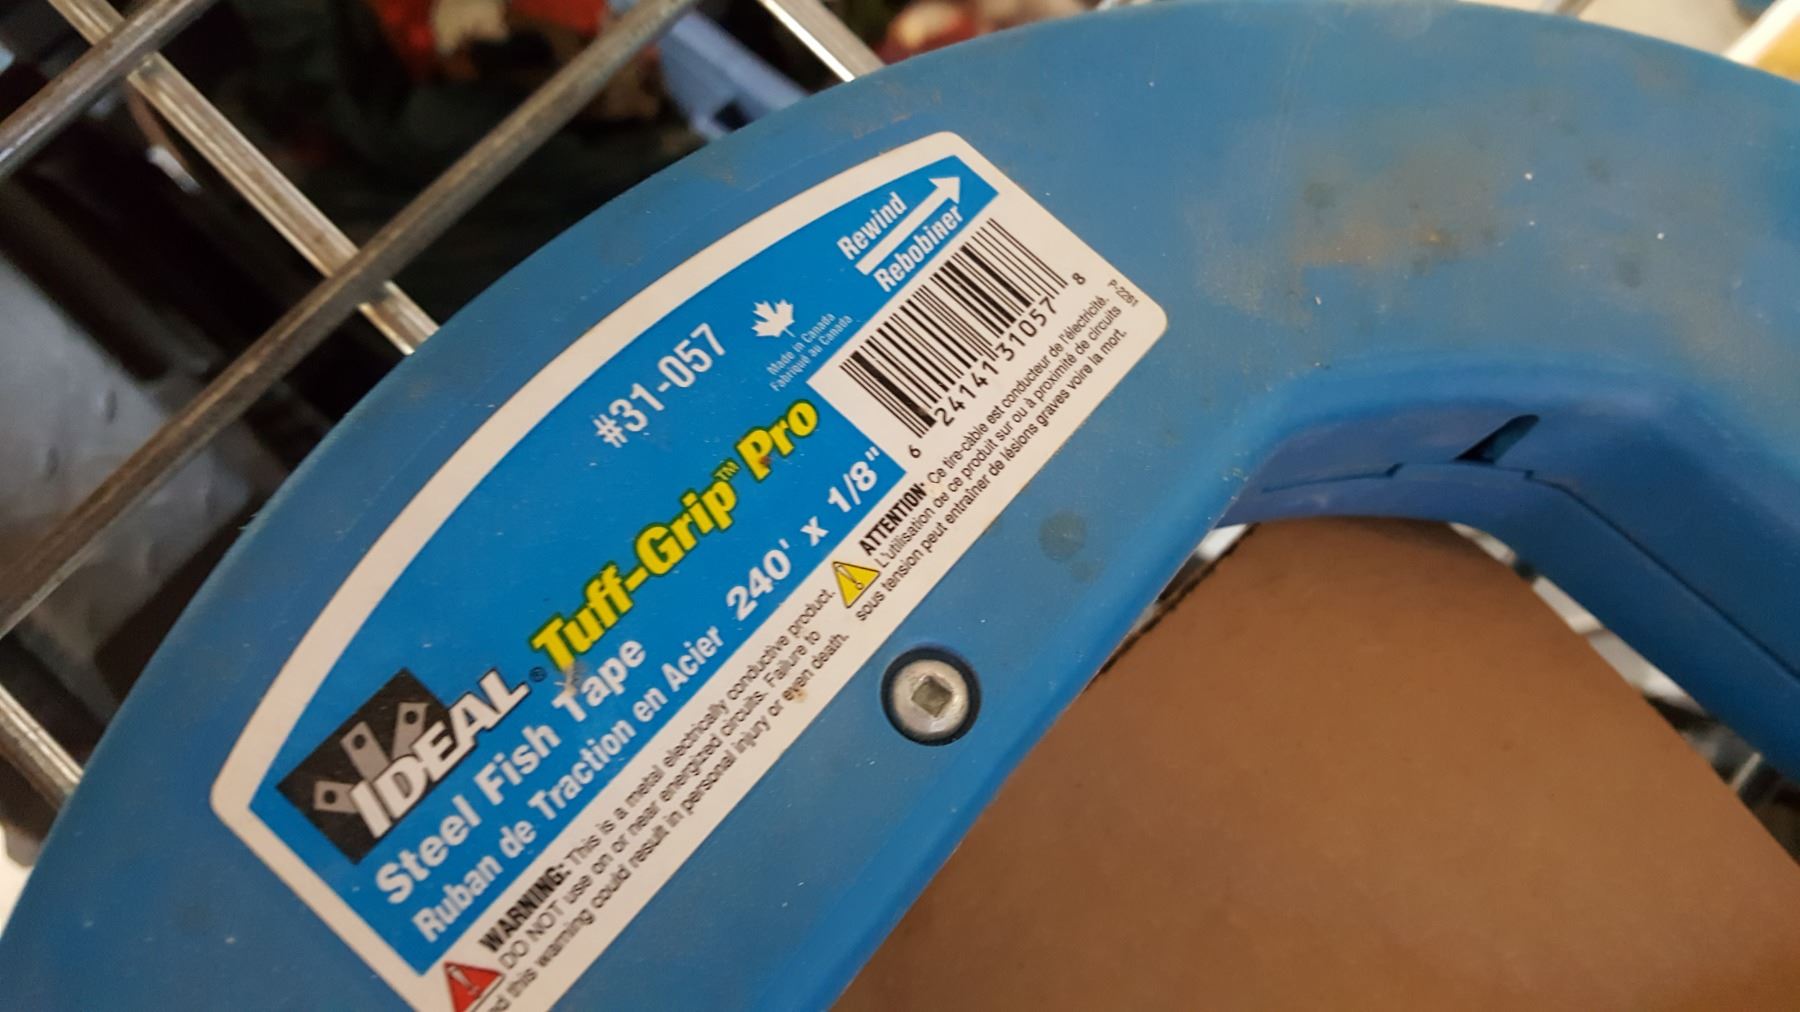 Rewind
Rebobiner
#31-057
Made in Canada
Fabriqué au Canada
6 24141 31057 8
IDEAL® Tuff-Grip™ Pro
Steel Fish Tape
Ruban de Traction en Acier 240' x 1/8"
WARNING: This is a metal electrically conductive product.
DO NOT use on or near energized circuits. Failure to
this warning could result in personal injury or even death.
ATTENTION: Ce tire-câble est conducteur de l'électricité.
L'utilisation de ce produit sur ou à proximité de circuits
sous tension peut entraîner de lésions graves voire la mort.